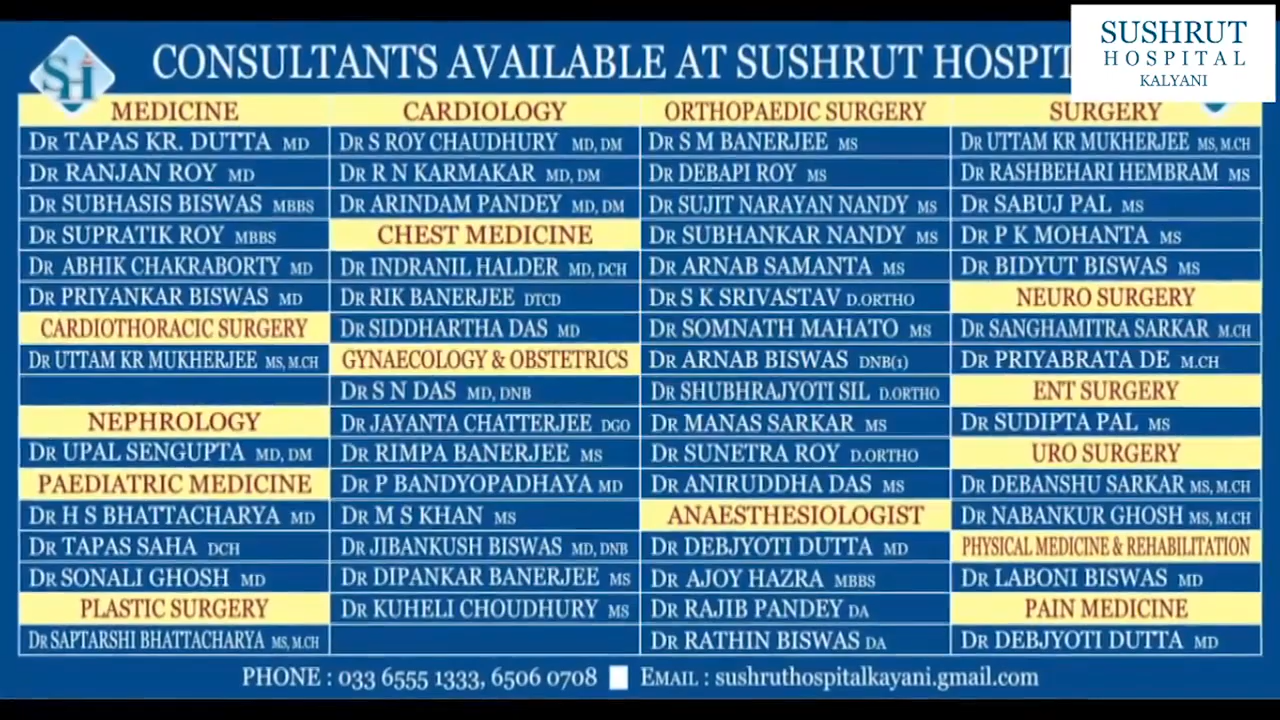 SUSHRUT
HOSPITAL
KALYANI
SH
CONSULTANTS AVAILABLE AT SUSHRUT HOSPIT
MEDICINE
DR TAPAS KR. DUTTA MD
DR RANJAN ROY MD
DR SUBHASIS BISWAS MBBS
DR SUPRATIK ROY MBBS
DR ABHIK CHAKRABORTY MD
DR PRIYANKAR BISWAS MD
CARDIOTHORACIC SURGERY
DR UTTAM KR MUKHERJEE MS, M.CH
NEPHROLOGY
DR UPAL SENGUPTA MD, DM
PAEDIATRIC MEDICINE
DR H S BHATTACHARYA MD
DR TAPAS SAHA DCH
DR SONALI GHOSH MD
PLASTIC SURGERY
DR SAPTARSHI BHATTACHARYA MS, M.CH
CARDIOLOGY
DR S ROY CHAUDHURY MD, DM
DR R N KARMAKAR MD, DM
DR ARINDAM PANDEY MD, DM
CHEST MEDICINE
DR INDRANIL HALDER MD, DCH
DR RIK BANERJEE DTCD
DR SIDDHARTHA DAS MD
GYNAECOLOGY & OBSTETRICS
DR S N DAS MD, DNB
DR JAYANTA CHATTERJEE DGO
DR RIMPA BANERJEE MS
DR P BANDYOPADHAYA MD
DR M S KHAN MS
DR JIBANKUSH BISWAS MD, DNB
DR DIPANKAR BANERJEE MS
DR KUHELI CHOUDHURY MS
ORTHOPAEDIC SURGERY
DR S M BANERJEE MS
DR DEBAPI ROY MS
DR SUJIT NARAYAN NANDY MS
DR SUBHANKAR NANDY MS
DR ARNAB SAMANTA MS
DR S K SRIVASTAV D.ORTHO
DR SOMNATH MAHATO MS
DR ARNAB BISWAS DNB(1)
DR SHUBHRAJYOTI SIL D.ORTHO
DR MANAS SARKAR MS
DR SUNETRA ROY D.ORTHO
DR ANIRUDDHA DAS MS
ANAESTHESIOLOGIST
DR DEBJYOTI DUTTA MD
DR AJOY HAZRA MBBS
DR RAJIB PANDEY DA
DR RATHIN BISWAS DA
SURGERY
DR UTTAM KR MUKHERJEE MS, M.CH
DR RASHBEHARI HEMBRAM MS
DR SABUJ PAL MS
DR P K MOHANTA MS
DR BIDYUT BISWAS MS
NEURO SURGERY
DR SANGHAMITRA SARKAR M.CH
DR PRIYABRATA DE M.CH
ENT SURGERY
DR SUDIPTA PAL MS
URO SURGERY
DR DEBANSHU SARKAR MS, M.CH
DR NABANKUR GHOSH MS, M.CH
PHYSICAL MEDICINE & REHABILITATION
DR LABONI BISWAS MD
PAIN MEDICINE
DR DEBJYOTI DUTTA MD
PHONE : 033 6555 1333, 6506 0708 EMAIL : sushruthospitalkayani.gmail.com